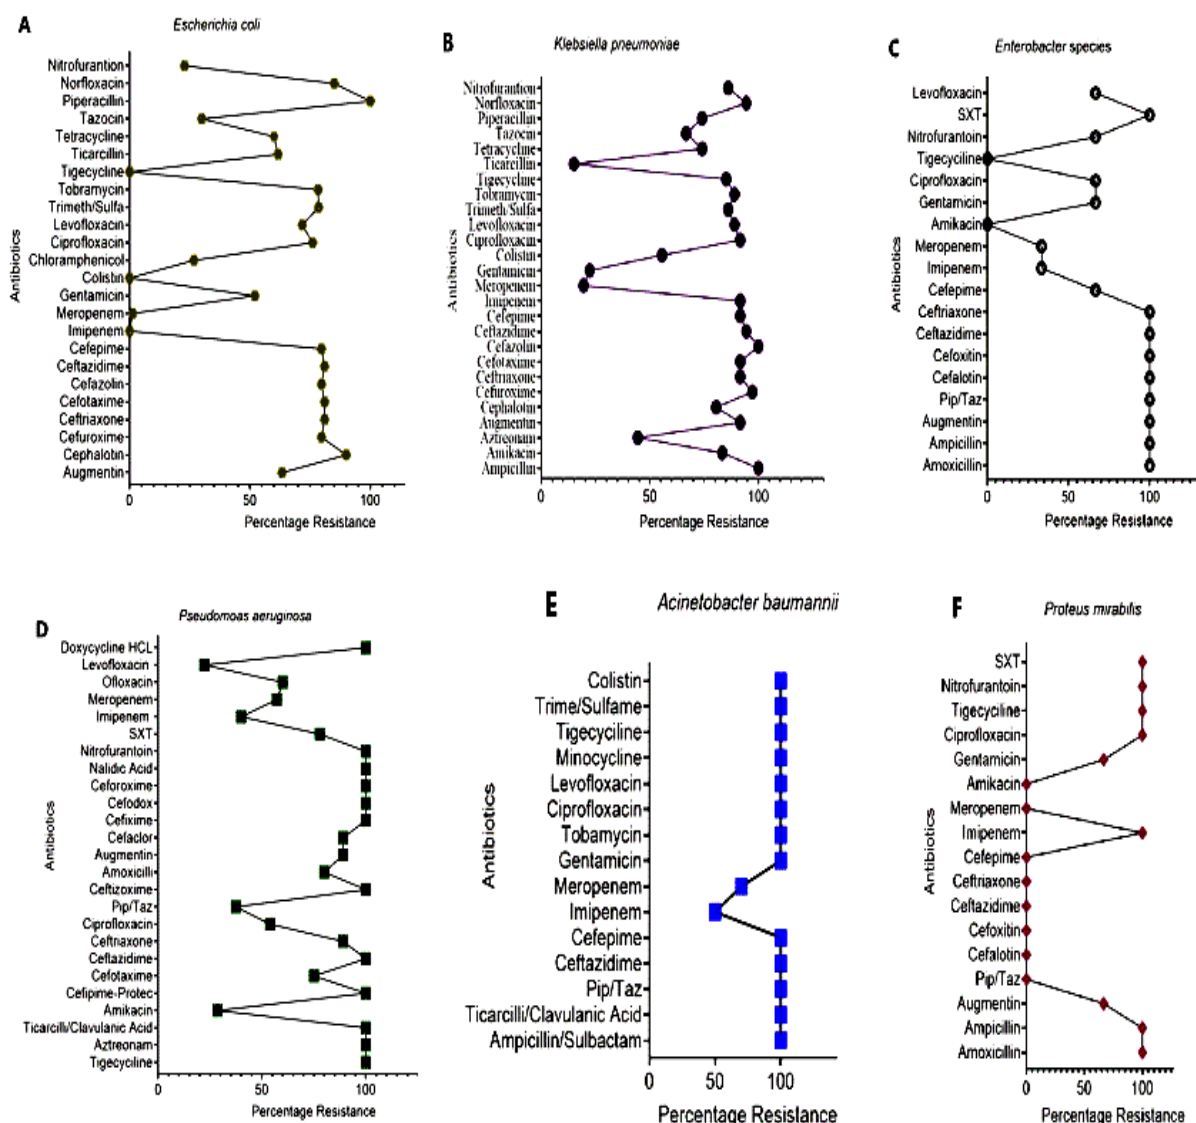 A
Escherichia coli
Nitrofurantion
Norfloxacin
Piperacillin
Tazocin
Tetracycline
Ticarcillin
Tigecycline
Tobramycin
Trimeth/Sulfa
Levofloxacin
Ciprofloxacin
Chloramphenicol
Colistin
Gentamicin
Meropenem
Imipenem
Cefepime
Ceftazidime
Cefazolin
Cefotaxime
Ceftriaxone
Cefuroxime
Cephalotin
Augmentin
Antibiotics
0 50 100
Percentage Resistance
B
Klebsiella pneumoniae
Nitrofurantion
Norfloxacin
Piperacillin
Tazocin
Tetracycline
Ticarcillin
Tigecycline
Tobramycin
Trimeth/Sulfa
Levofloxacin
Ciprofloxacin
Colistin
Gentamicin
Meropenem
Imipenem
Cefepime
Ceftazidime
Cefazolin
Cefotaxime
Ceftriaxone
Cefuroxime
Cephalotin
Augmentin
Aztreonam
Amikacin
Ampicillin
Antibiotics
0 50 100
Percentage Resistance
C
Enterobacter species
Levofloxacin
SXT
Nitrofurantoin
Tigecyciline
Ciprofloxacin
Gentamicin
Amikacin
Meropenem
Imipenem
Cefepime
Ceftriaxone
Ceftazidime
Cefoxitin
Cefalotin
Pip/Taz
Augmentin
Ampicillin
Amoxicillin
Antibiotics
0 50 100
Percentage Resistance
D
Pseudomoas aeruginosa
Doxycycline HCL
Levofloxacin
Ofloxacin
Meropenem
Imipenem
SXT
Nitrofurantoin
Nalidic Acid
Ceforoxime
Cefodox
Cefixime
Cefaclor
Augmentin
Amoxicilli
Ceftizoxime
Pip/Taz
Ciprofloxacin
Ceftriaxone
Ceftazidime
Cefotaxime
Cefipime-Protec
Amikacin
Ticarcilli/Clavulanic Acid
Aztreonam
Tigecyciline
Antibiotics
0 50 100
Percentage Resistance
E
Acinetobacter baumannii
Colistin
Trime/Sulfame
Tigecyciline
Minocycline
Levofloxacin
Ciprofloxacin
Tobamycin
Gentamicin
Meropenem
Imipenem
Cefepime
Ceftazidime
Pip/Taz
Ticarcilli/Clavulanic Acid
Ampicillin/Sulbactam
Antibiotics
0 50 100
Percentage Resistance
F
Proteus mirabilis
SXT
Nitrofurantoin
Tigecyciline
Ciprofloxacin
Gentamicin
Amikacin
Meropenem
Imipenem
Cefepime
Ceftriaxone
Ceftazidime
Cefoxitin
Cefalotin
Pip/Taz
Augmentin
Ampicillin
Amoxicillin
Antibiotics
0 50 100
Percentage Resistance